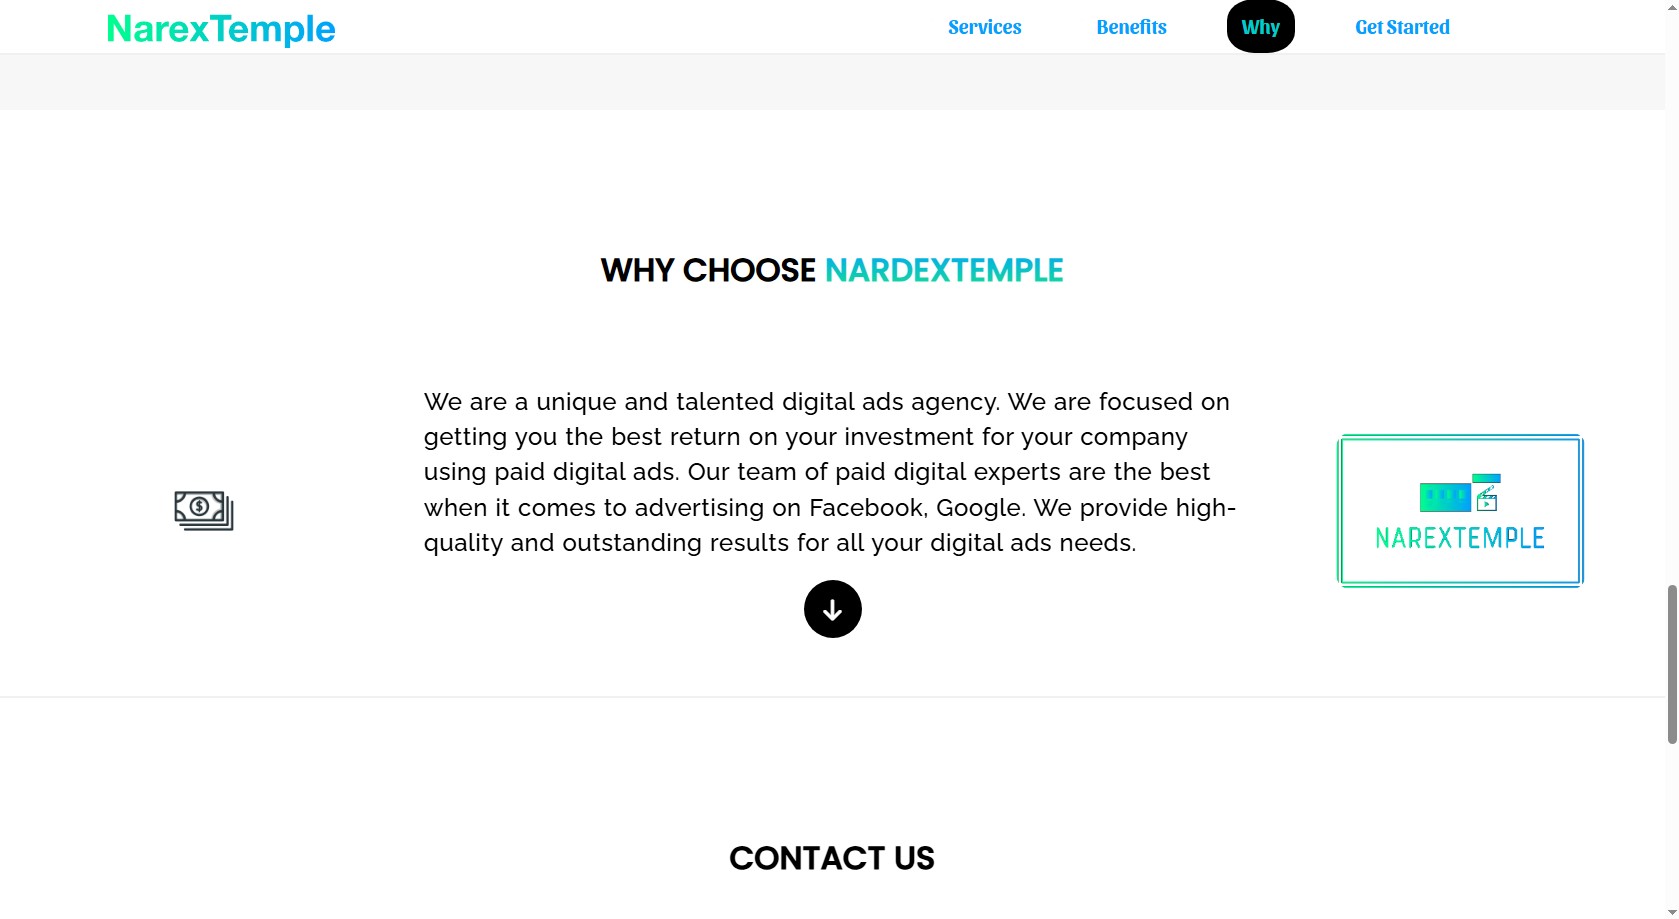 NarexTemple
Services
Benefits
Why
Get Started
WHY CHOOSE NARDEXTEMPLE
We are a unique and talented digital ads agency. We are focused on
getting you the best return on your investment for your company
using paid digital ads. Our team of paid digital experts are the best
when it comes to advertising on Facebook, Google. We provide high-
quality and outstanding results for all your digital ads needs.
$
NAREXTEMPLE
CONTACT US